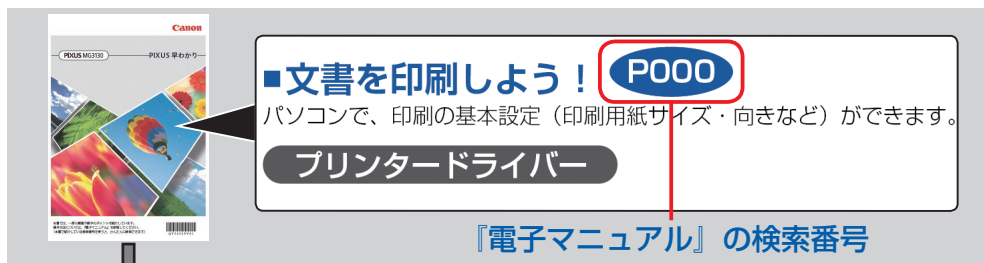 Canon
PIXUS MG3130
PIXUS 早わかり
■文書を印刷しよう! P000
パソコンで、印刷の基本設定(印刷用紙サイズ・向きなど)ができます。
プリンタードライバー
『電子マニュアル』の検索番号